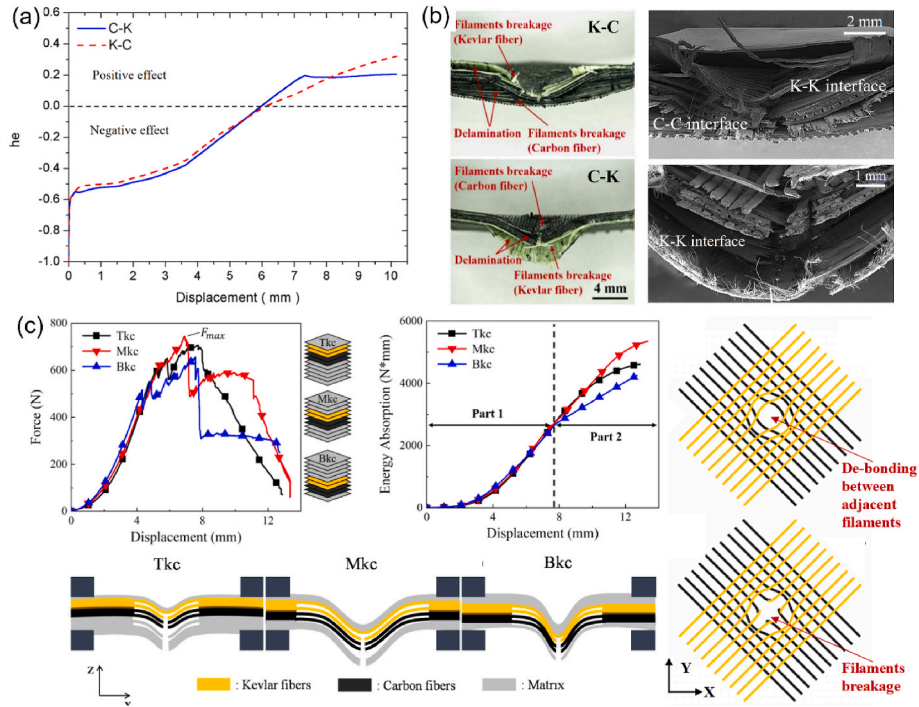 (a)
0.6
0.4
0.2
0.0
-0.2
-0.4
-0.6
-0.8
-1.0
he
C-K
K-C
Positive effect
Negative effect
0 1 2 3 4 5 6 7 8 9 10 11
Displacement ( mm )
(b)
Filaments breakage
(Kevlar fiber)
K-C
Delamination
Filaments breakage
(Carbon fiber)
Filaments breakage
(Carbon fiber)
C-K
Delamination
Filaments breakage
(Kevlar fiber)
4 mm
2 mm
K-K interface
C-C interface
1 mm
K-K interface
(c)
800
600
400
200
0
Force (N)
Tkc
Mkc
Bkc
Fmax
0 4 8 12
Displacement (mm)
Tkc
Mkc
Bkc
6000
4000
2000
0
Energy Absorption (N*mm)
Tkc
Mkc
Bkc
Part 1
Part 2
0 2 4 6 8 10 12
Displacement (mm)
De-bonding
between
adjacent
filaments
Tkc
Mkc
Bkc
Z
x
: Kevlar fibers
: Carbon fibers
: Matrix
Y
X
Filaments
breakage